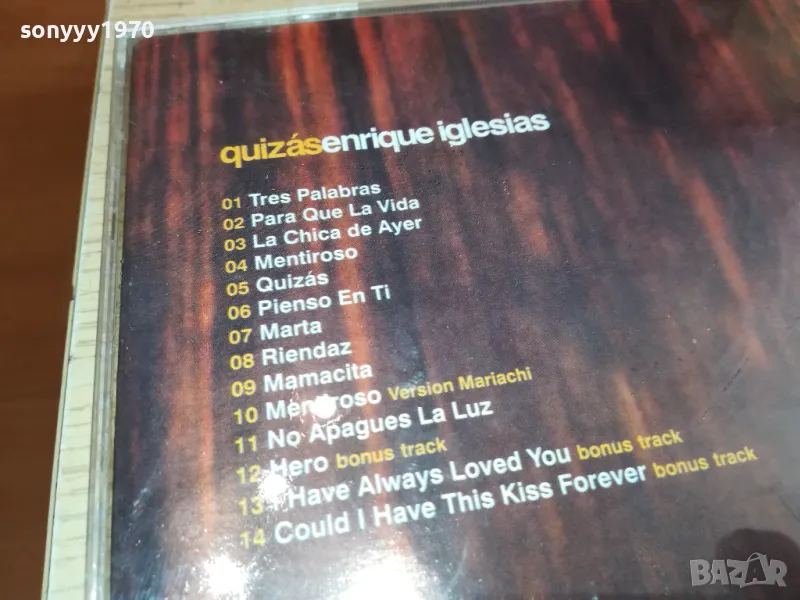 sonyyy1970
quizásenrique iglesias
01 Tres Palabras
02 Para Que La Vida
03 La Chica de Ayer
04 Mentiroso
05 Quizás
06 Pienso En Ti
07 Marta
08 Riendaz
09 Mamacita
10 Mentiroso Version Mariachi
11 No Apagues La Luz
12 Hero bonus track
13 I Have Always Loved You bonus track
14 Could I Have This Kiss Forever bonus track
BAZAR